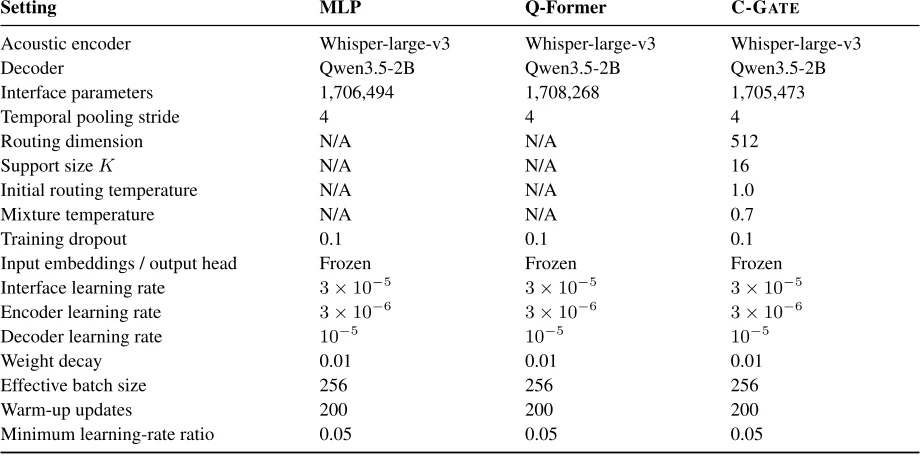 Setting MLP Q-Former C-GATE
Acoustic encoder Whisper-large-v3 Whisper-large-v3 Whisper-large-v3
Decoder Qwen3.5-2B Qwen3.5-2B Qwen3.5-2B
Interface parameters 1,706,494 1,708,268 1,705,473
Temporal pooling stride 4 4 4
Routing dimension N/A N/A 512
Support size K N/A N/A 16
Initial routing temperature N/A N/A 1.0
Mixture temperature N/A N/A 0.7
Training dropout 0.1 0.1 0.1
Input embeddings / output head Frozen Frozen Frozen
Interface learning rate 3 × 10⁻⁵ 3 × 10⁻⁵ 3 × 10⁻⁵
Encoder learning rate 3 × 10⁻⁶ 3 × 10⁻⁶ 3 × 10⁻⁶
Decoder learning rate 10⁻⁵ 10⁻⁵ 10⁻⁵
Weight decay 0.01 0.01 0.01
Effective batch size 256 256 256
Warm-up updates 200 200 200
Minimum learning-rate ratio 0.05 0.05 0.05